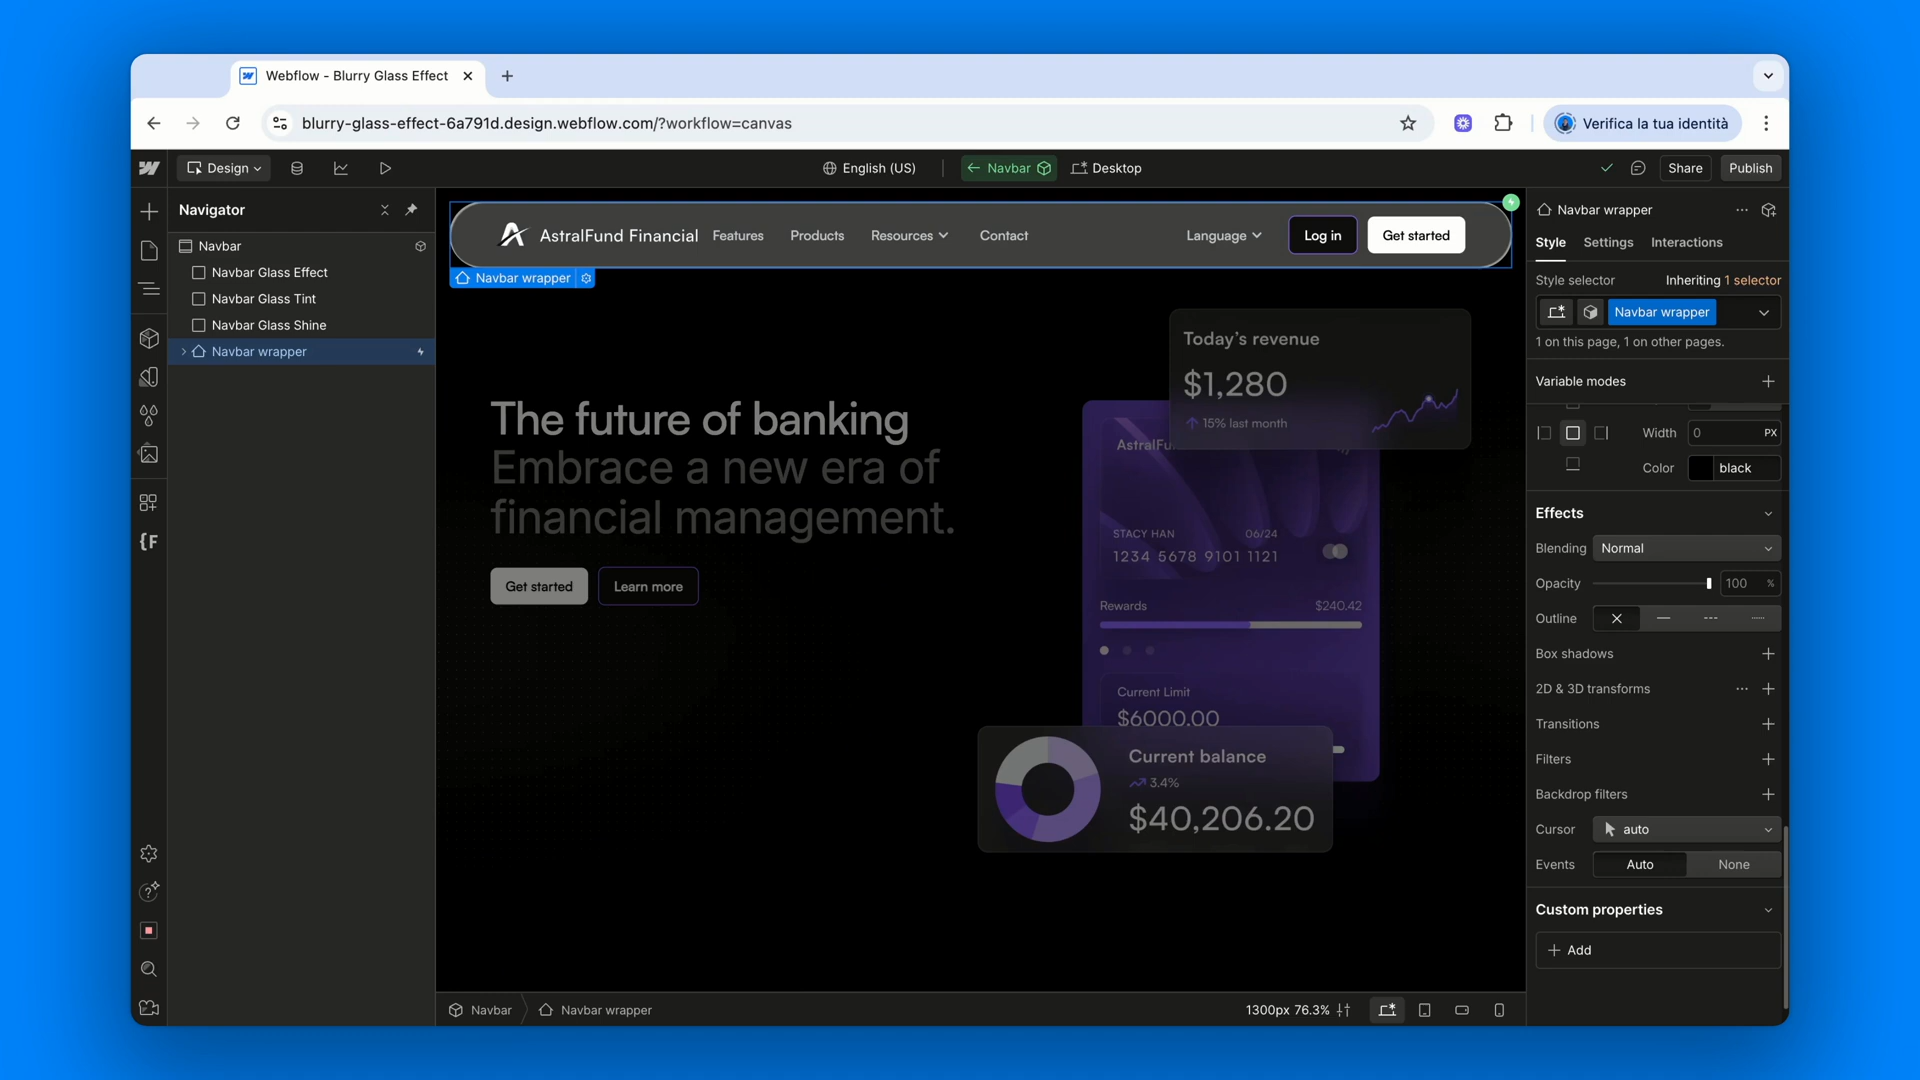 Webflow - Blurry Glass Effect
blurry-glass-effect-6a791d.design.webflow.com/?workflow=canvas
Verifica la tua identità
Design
English (US)
Navbar
Desktop
Share
Publish
Navigator
Navbar
Navbar Glass Effect
Navbar Glass Tint
Navbar Glass Shine
Navbar wrapper
AstralFund Financial
Features
Products
Resources
Contact
Language
Log in
Get started
Navbar wrapper
The future of banking
Embrace a new era of
financial management.
Get started
Learn more
Today's revenue
$1,280
15% last month
AstralFu
STACY HAN 06/24
1234 5678 9101 1121
Rewards $240.42
Current Limit
$6000.00
Current balance
3.4%
$40,206.20
Navbar
Navbar wrapper
1300px 76.3%
Navbar wrapper
Style
Settings
Interactions
Style selector Inheriting 1 selector
Navbar wrapper
1 on this page, 1 on other pages.
Variable modes
Width 0 PX
Color black
Effects
Blending Normal
Opacity 100 %
Outline
Box shadows
2D & 3D transforms
Transitions
Filters
Backdrop filters
Cursor auto
Events Auto None
Custom properties
Add